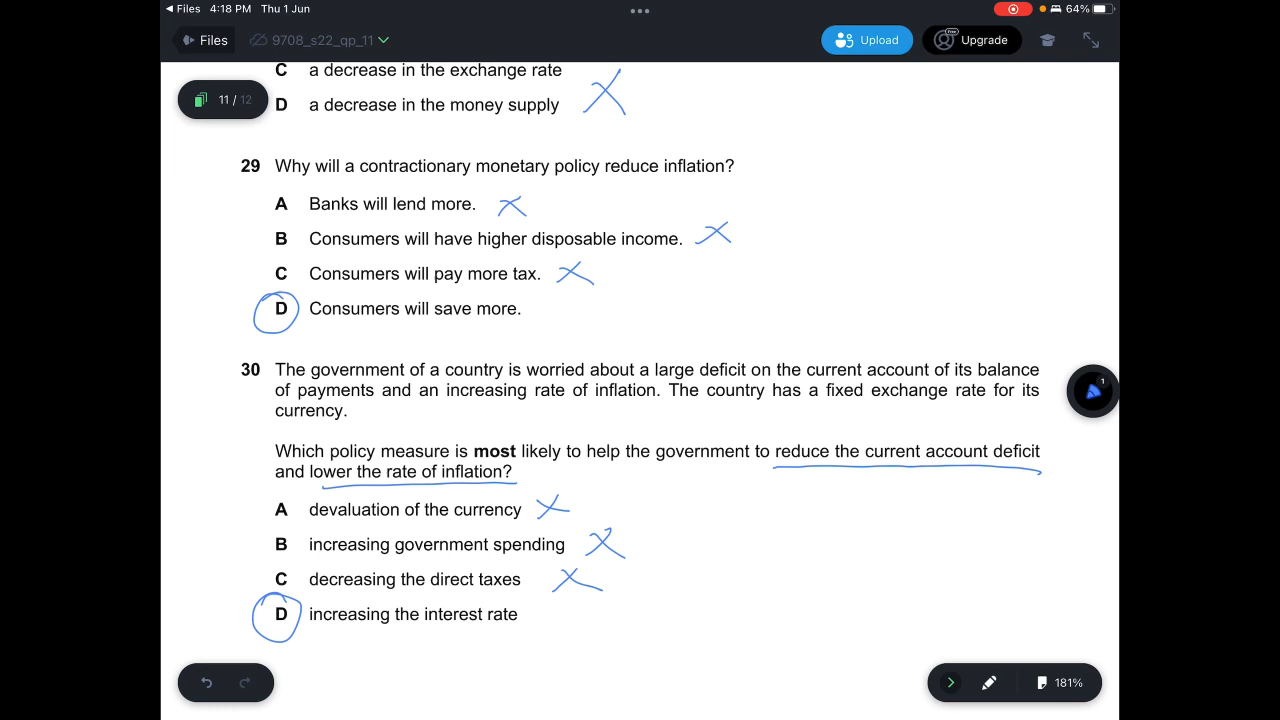 Files 4:18 PM Thu 1 Jun 64%
Files 9708_s22_qp_11 Upload Free Upgrade
C a decrease in the exchange rate
11 / 12
D a decrease in the money supply
29 Why will a contractionary monetary policy reduce inflation?
A Banks will lend more.
B Consumers will have higher disposable income.
C Consumers will pay more tax.
D Consumers will save more.
30 The government of a country is worried about a large deficit on the current account of its balance
of payments and an increasing rate of inflation. The country has a fixed exchange rate for its
currency.
1
Which policy measure is most likely to help the government to reduce the current account deficit
and lower the rate of inflation?
A devaluation of the currency
B increasing government spending
C decreasing the direct taxes
D increasing the interest rate
181%